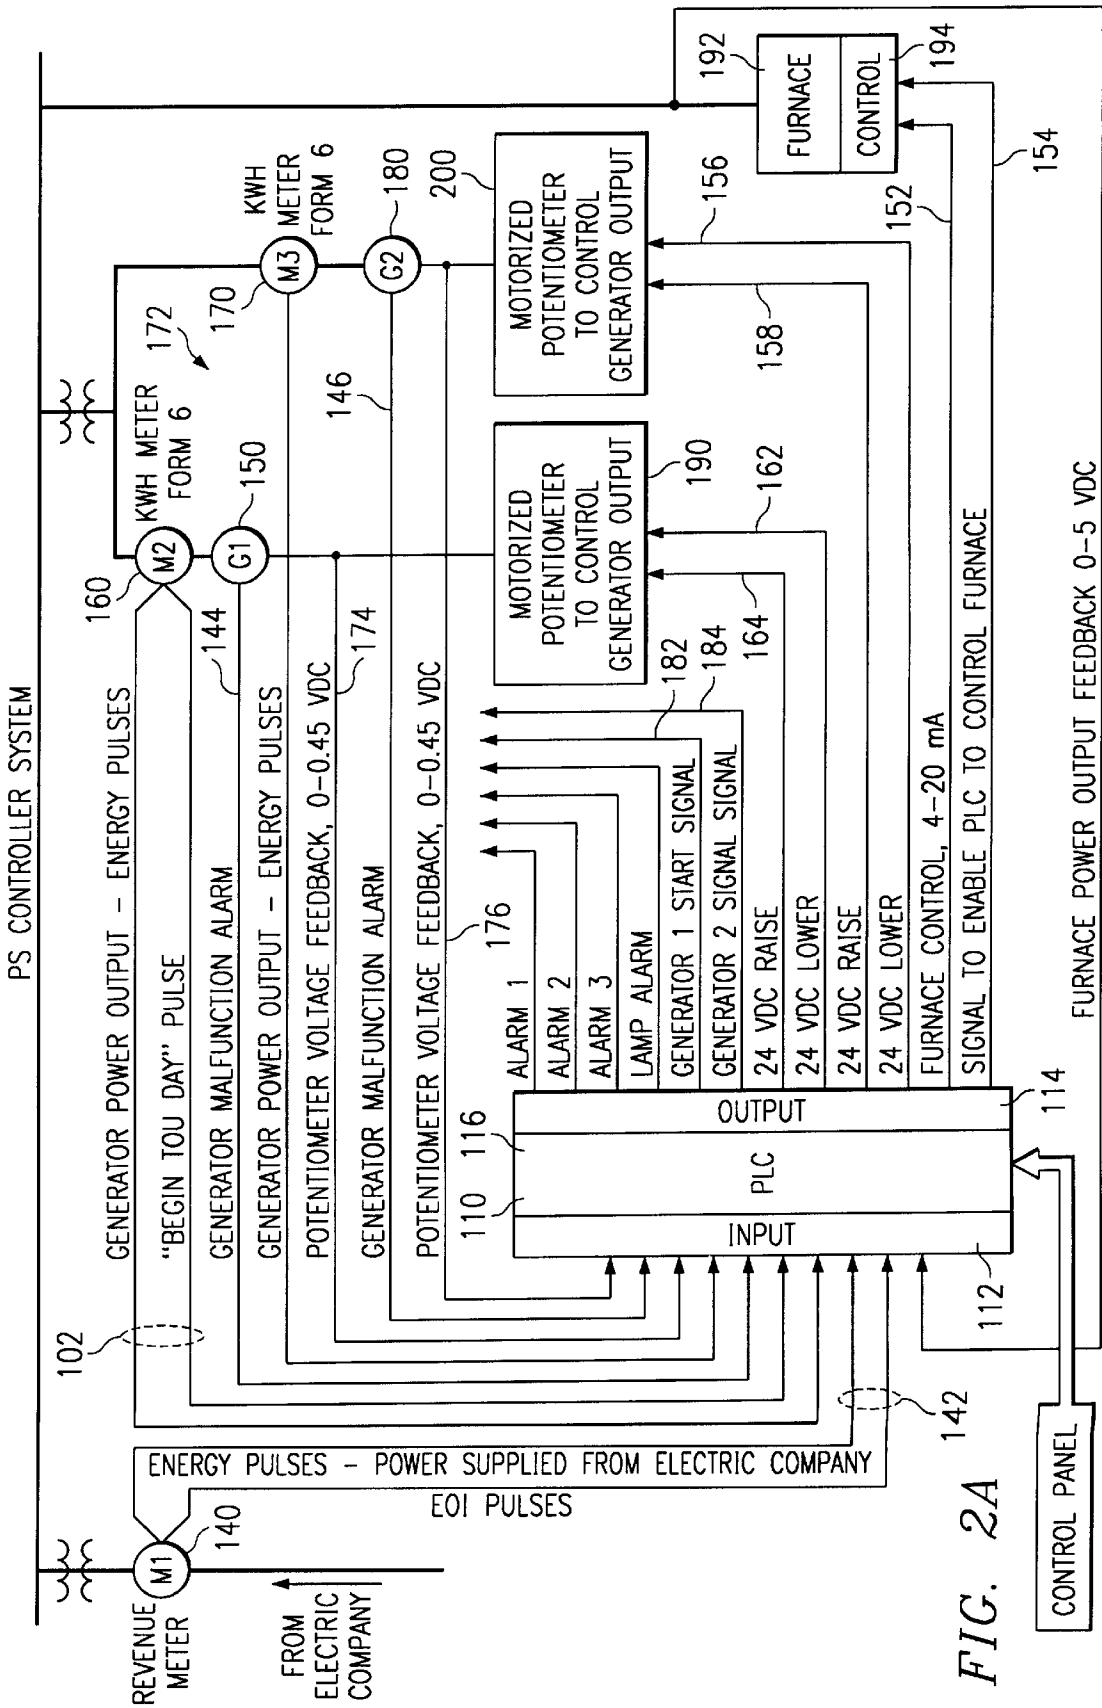 PS CONTROLLER SYSTEM
REVENUE
METER
M1
140
FROM
ELECTRIC
COMPANY
ENERGY PULSES – POWER SUPPLIED FROM ELECTRIC COMPANY
EOI PULSES
142
102
GENERATOR POWER OUTPUT – ENERGY PULSES
"BEGIN TOU DAY" PULSE
GENERATOR MALFUNCTION ALARM
144
GENERATOR POWER OUTPUT – ENERGY PULSES
POTENTIOMETER VOLTAGE FEEDBACK, 0–0.45 VDC
174
GENERATOR MALFUNCTION ALARM
146
POTENTIOMETER VOLTAGE FEEDBACK, 0–0.45 VDC
176
160
M2
KWH METER
FORM 6
G1
150
172
170
M3
KWH
METER
FORM 6
G2
180
MOTORIZED
POTENTIOMETER
TO CONTROL
GENERATOR OUTPUT
190
MOTORIZED
POTENTIOMETER
TO CONTROL
GENERATOR OUTPUT
200
192
FURNACE
CONTROL
194
110
116
INPUT
PLC
OUTPUT
112
114
ALARM 1
ALARM 2
ALARM 3
LAMP ALARM
GENERATOR 1 START SIGNAL
182
GENERATOR 2 SIGNAL SIGNAL
184
24 VDC RAISE
164
24 VDC LOWER
162
24 VDC RAISE
158
24 VDC LOWER
156
FURNACE CONTROL, 4–20 mA
152
SIGNAL TO ENABLE PLC TO CONTROL FURNACE
154
FURNACE POWER OUTPUT FEEDBACK 0–5 VDC
CONTROL PANEL
FIG. 2A